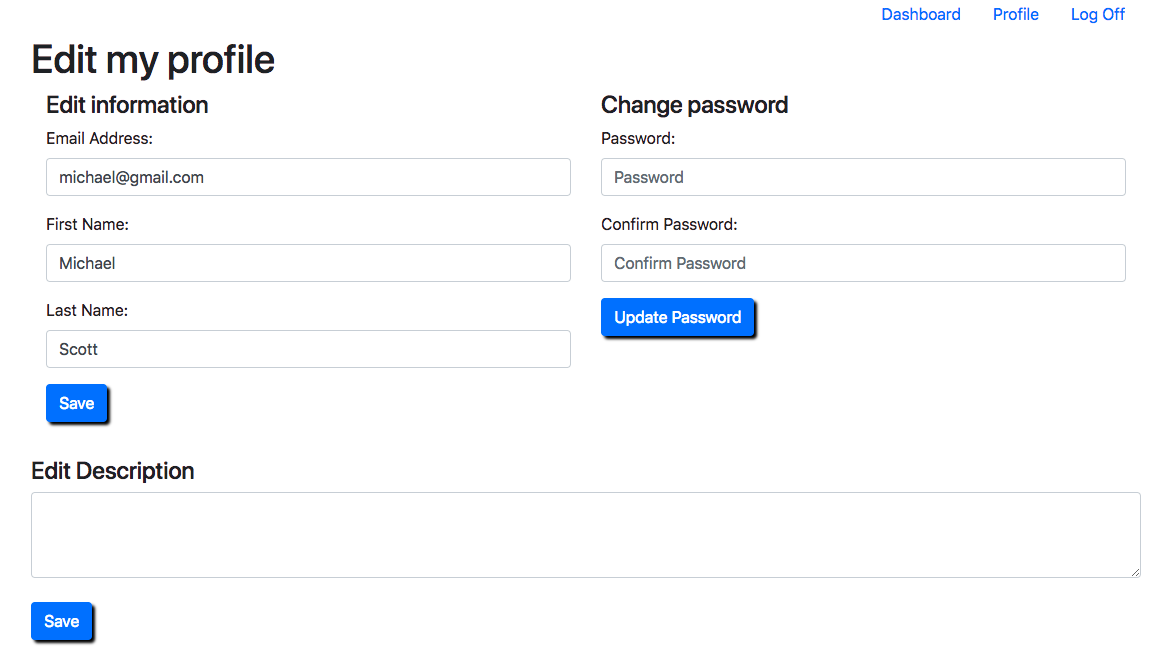 Dashboard Profile Log Off
Edit my profile
Edit information
Email Address:
michael@gmail.com
First Name:
Michael
Last Name:
Scott
Save
Change password
Password:
Password
Confirm Password:
Confirm Password
Update Password
Edit Description
Save